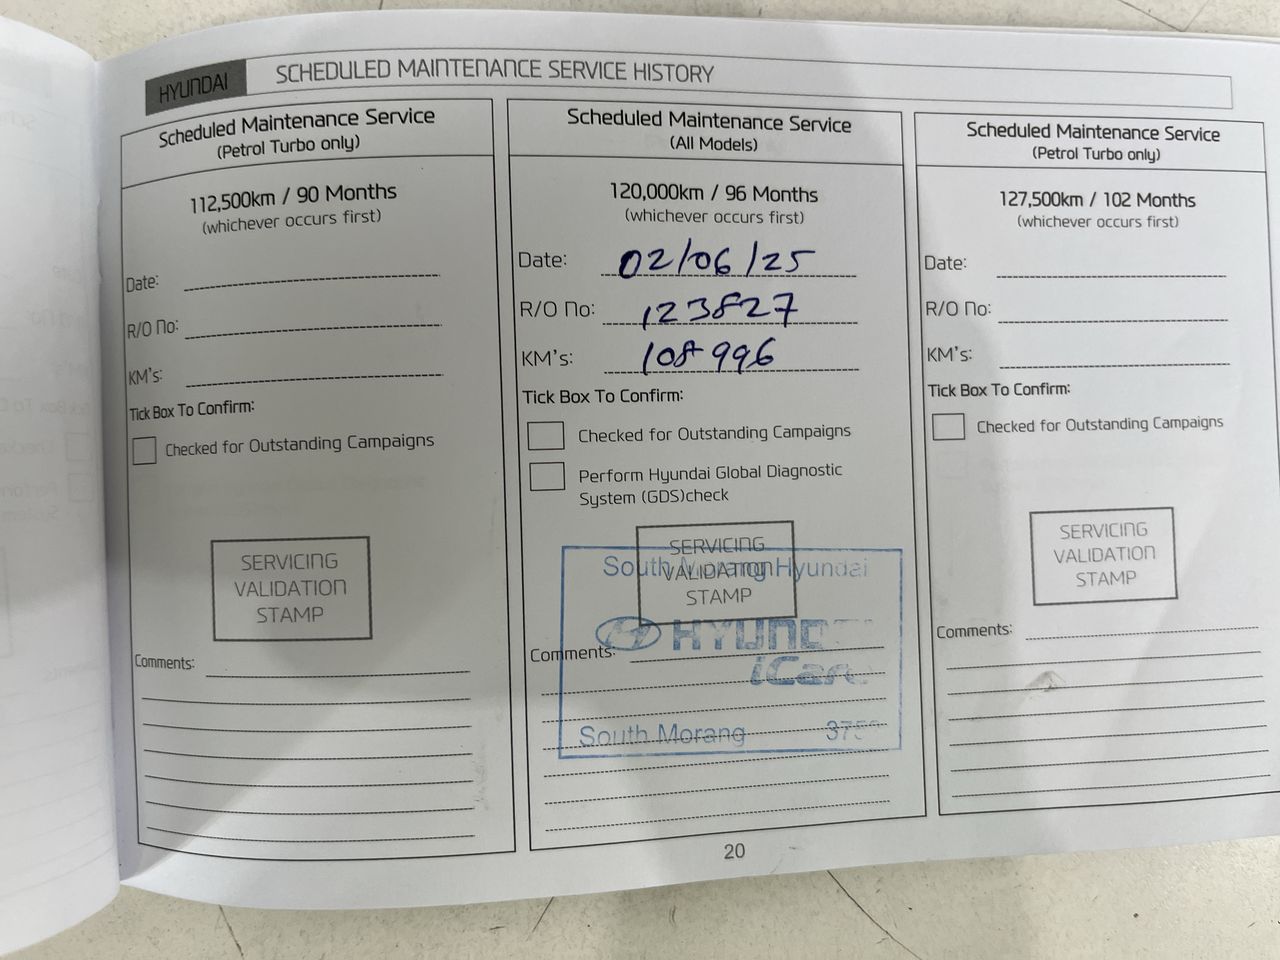 HYUNDAI SCHEDULED MAINTENANCE SERVICE HISTORY
Scheduled Maintenance Service
(Petrol Turbo only)
112,500km / 90 Months
(whichever occurs first)
Date:
R/O No:
KM's:
Tick Box To Confirm:
Checked for Outstanding Campaigns
SERVICING
VALIDATION
STAMP
Comments:
Scheduled Maintenance Service
(All Models)
120,000km / 96 Months
(whichever occurs first)
Date: 02/06/25
R/O No: 123827
KM's: 108996
Tick Box To Confirm:
Checked for Outstanding Campaigns
Perform Hyundai Global Diagnostic
System (GDS)check
SERVICING
VALIDATION
STAMP
South Morang Hyundai
HYUNDAI
iCare
Comments:
South Morang
Scheduled Maintenance Service
(Petrol Turbo only)
127,500km / 102 Months
(whichever occurs first)
Date:
R/O No:
KM's:
Tick Box To Confirm:
Checked for Outstanding Campaigns
SERVICING
VALIDATION
STAMP
Comments:
20